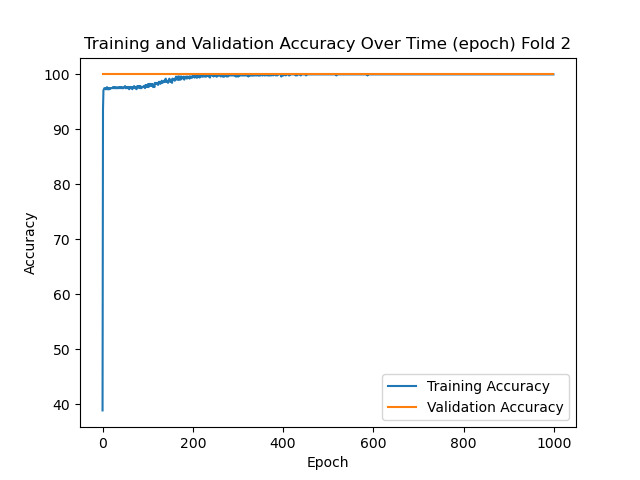 Training and Validation Accuracy Over Time (epoch) Fold 2
100
90
80
70
60
50
40
Accuracy
Training Accuracy
Validation Accuracy
0 200 400 600 800 1000
Epoch